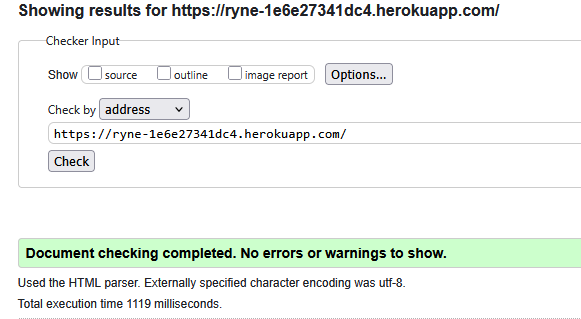 Showing results for https://ryne-1e6e27341dc4.herokuapp.com/
Checker Input
Show source outline image report Options...
Check by address
https://ryne-1e6e27341dc4.herokuapp.com/
Check
Document checking completed. No errors or warnings to show.
Used the HTML parser. Externally specified character encoding was utf-8.
Total execution time 1119 milliseconds.